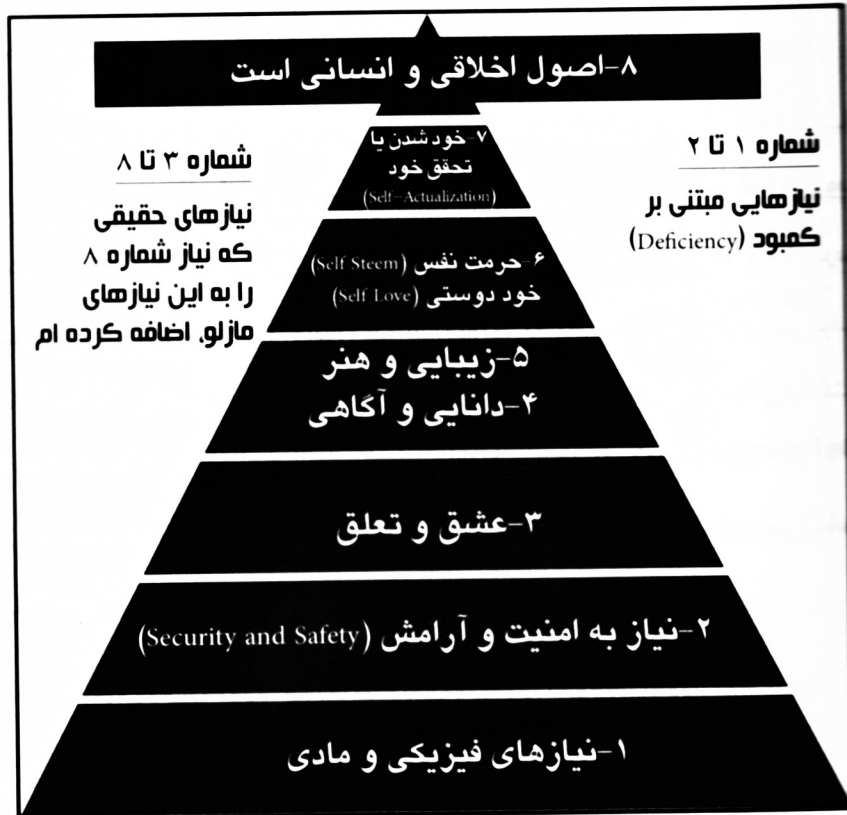 ۸-اصول اخلاقی و انسانی است
۷-خود شدن یا
تحقق خود
(Self-Actualization)
شماره ۱ تا ۲
نیازهایی مبتنی بر
کمبود (Deficiency)
شماره ۳ تا ۸
نیازهای حقیقی
که نیاز شماره ۸
را به این نیازهای
مازلو، اضافه کرده ام
۶-حرمت نفس (Self Steem)
خود دوستی (Self Love)
۵-زیبایی و هنر
۴-دانایی و آگاهی
۳-عشق و تعلق
۲-نیاز به امنیت و آرامش (Security and Safety)
۱-نیازهای فیزیکی و مادی